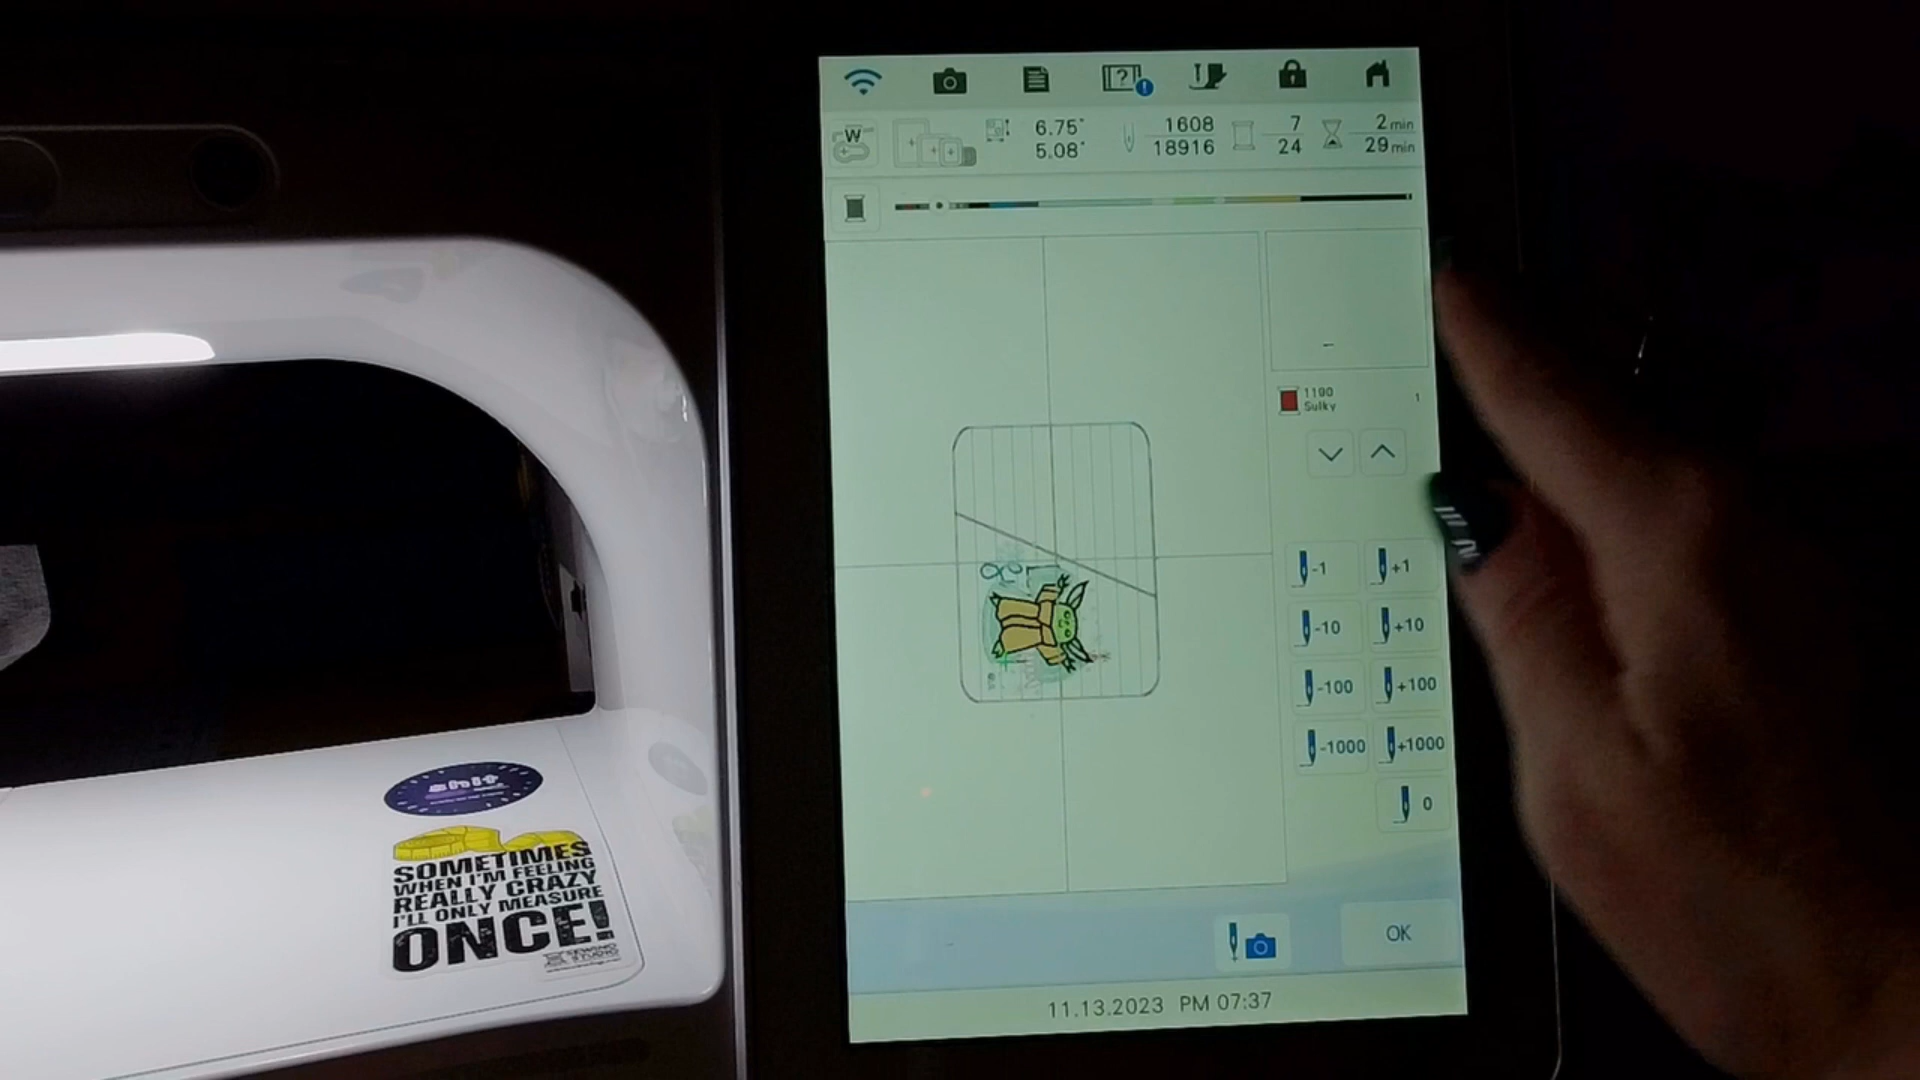 W
?
!
6.75"
5.08"
1608
18916
7
24
2 min
29 min
1190
Sulky
1
-1
+1
-10
+10
-100
+100
-1000
+1000
0
OK
11.13.2023 PM 07:37
SOMETIMES
WHEN I'M FEELING
REALLY CRAZY
I'LL ONLY MEASURE
ONCE!
SEWING
STUDIO